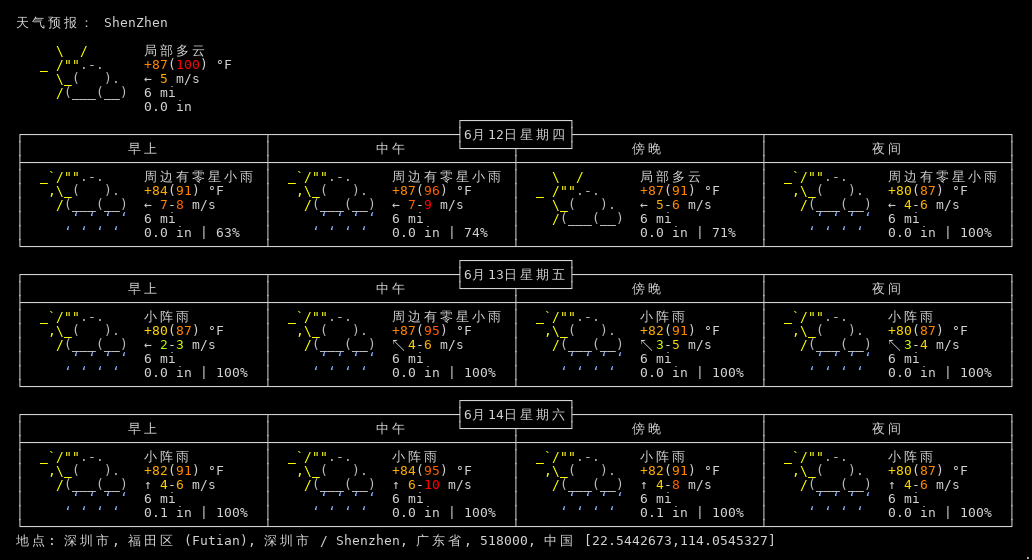 天气预报： ShenZhen
局部多云
+87(100) °F
← 5 m/s
6 mi
0.0 in
6月12日星期四
早上 中午 傍晚 夜间
周边有零星小雨 周边有零星小雨 局部多云 周边有零星小雨
+84(91) °F +87(96) °F +87(91) °F +80(87) °F
← 7-8 m/s ← 7-9 m/s ← 5-6 m/s ← 4-6 m/s
6 mi 6 mi 6 mi 6 mi
0.0 in | 63% 0.0 in | 74% 0.0 in | 71% 0.0 in | 100%
6月13日星期五
早上 中午 傍晚 夜间
小阵雨 周边有零星小雨 小阵雨 小阵雨
+80(87) °F +87(95) °F +82(91) °F +80(87) °F
← 2-3 m/s ↖ 4-6 m/s ↖ 3-5 m/s ↖ 3-4 m/s
6 mi 6 mi 6 mi 6 mi
0.0 in | 100% 0.0 in | 100% 0.0 in | 100% 0.0 in | 100%
6月14日星期六
早上 中午 傍晚 夜间
小阵雨 小阵雨 小阵雨 小阵雨
+82(91) °F +84(95) °F +82(91) °F +80(87) °F
↑ 4-6 m/s ↑ 6-10 m/s ↑ 4-8 m/s ↑ 4-6 m/s
6 mi 6 mi 6 mi 6 mi
0.1 in | 100% 0.0 in | 100% 0.1 in | 100% 0.0 in | 100%
地点: 深圳市, 福田区 (Futian), 深圳市 / Shenzhen, 广东省, 518000, 中国 [22.5442673,114.0545327]